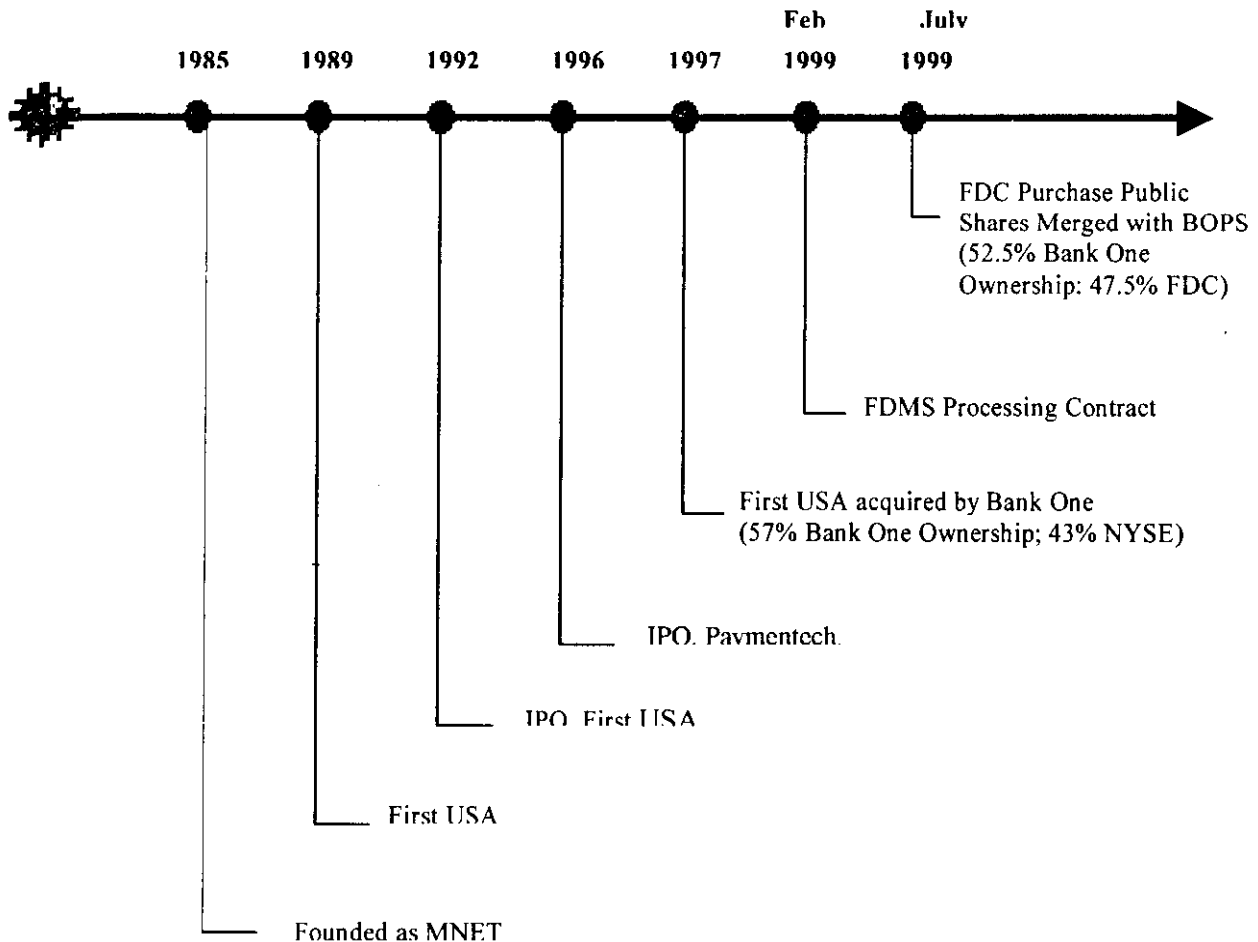 Feb July
1985 1989 1992 1996 1997 1999 1999
FDC Purchase Public
Shares Merged with BOPS
(52.5% Bank One
Ownership: 47.5% FDC)
FDMS Processing Contract
First USA acquired by Bank One
(57% Bank One Ownership; 43% NYSE)
IPO. Paymentech.
IPO. First USA
First USA
Founded as MNET